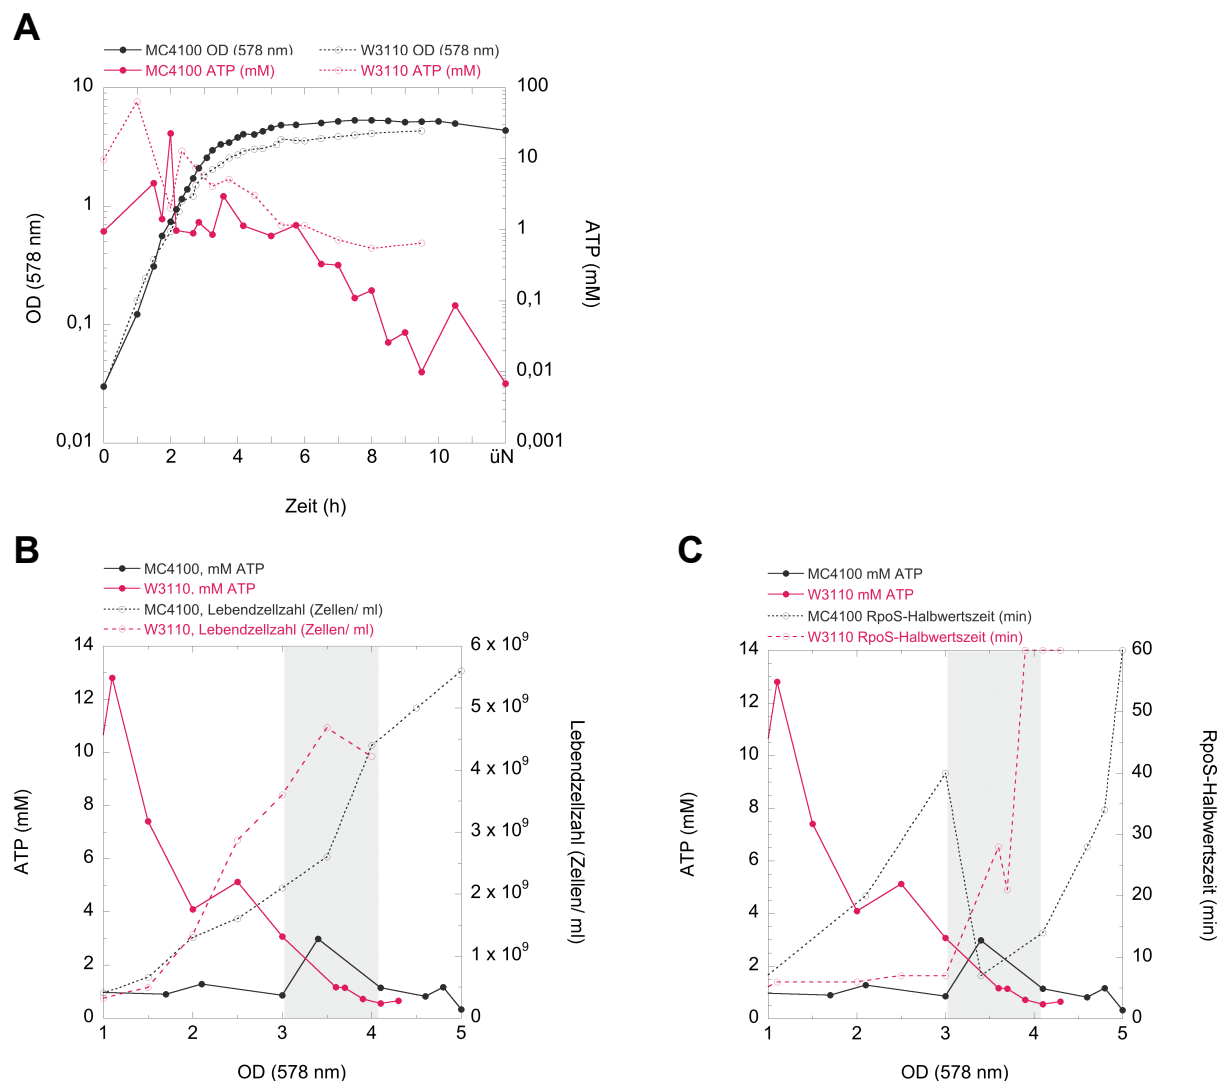 A
MC4100 OD (578 nm)
W3110 OD (578 nm)
MC4100 ATP (mM)
W3110 ATP (mM)
10
1
0,1
0,01
OD (578 nm)
100
10
1
0,1
0,01
0,001
ATP (mM)
0 2 4 6 8 10 üN
Zeit (h)
B
MC4100, mM ATP
W3110. mM ATP
MC4100, Lebendzellzahl (Zellen/ ml)
W3110, Lebendzellzahl (Zellen/ ml)
14
12
10
8
6
4
2
0
ATP (mM)
6 x 10⁹
5 x 10⁹
4 x 10⁹
3 x 10⁹
2 x 10⁹
1 x 10⁹
0
Lebendzellzahl (Zellen/ ml)
1 2 3 4 5
OD (578 nm)
C
MC4100 mM ATP
W3110 mM ATP
MC4100 RpoS-Halbwertszeit (min)
W3110 RpoS-Halbwertszeit (min)
14
12
10
8
6
4
2
0
ATP (mM)
60
50
40
30
20
10
0
RpoS-Halbwertszeit (min)
1 2 3 4 5
OD (578 nm)